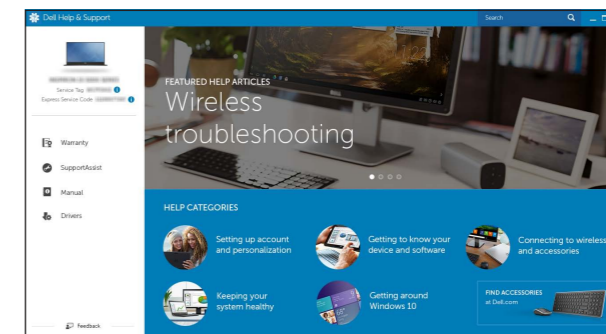 Dell Help & Support
Search
Service Tag:
Express Service Code:
Warranty
SupportAssist
Manual
Drivers
Feedback
FEATURED HELP ARTICLES
Wireless
troubleshooting
HELP CATEGORIES
Setting up account
and personalization
Getting to know your
device and software
Connecting to wireless
and accessories
Keeping your
system healthy
Getting around
Windows 10
FIND ACCESSORIES
at Dell.com